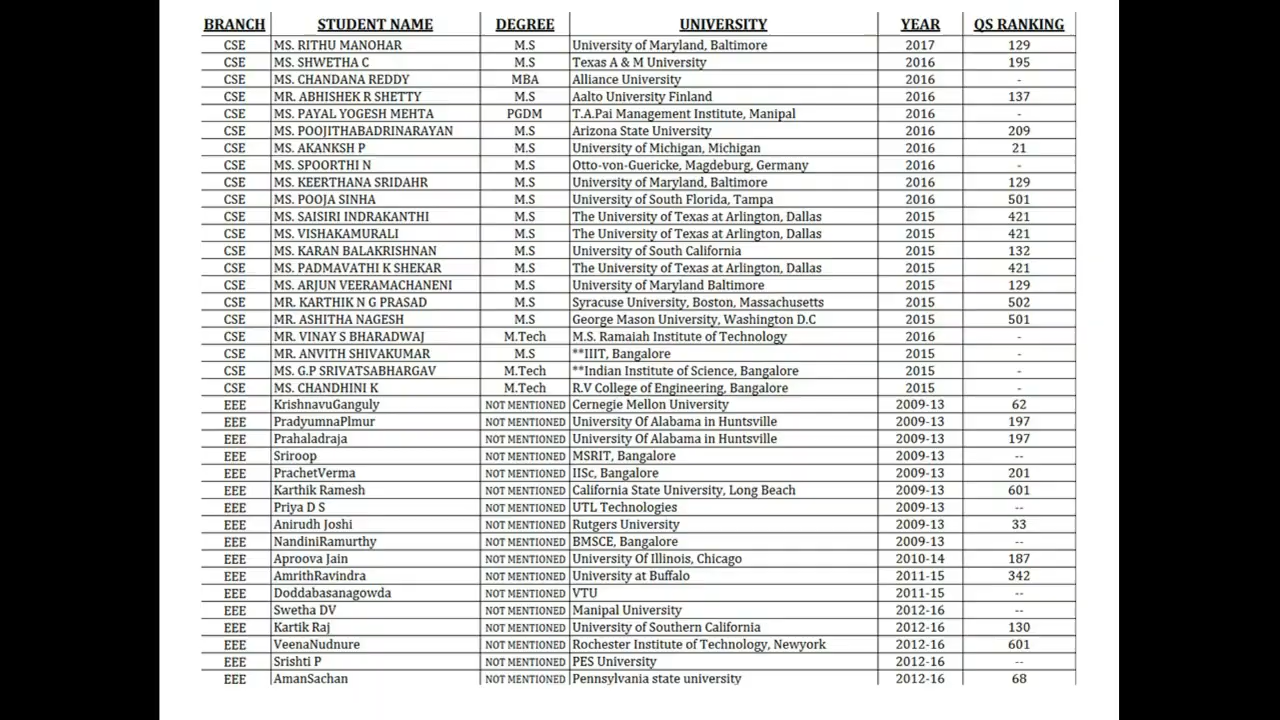 BRANCH STUDENT NAME DEGREE UNIVERSITY YEAR QS RANKING
CSE MS. RITHU MANOHAR M.S University of Maryland, Baltimore 2017 129
CSE MS. SHWETHA C M.S Texas A & M University 2016 195
CSE MS. CHANDANA REDDY MBA Alliance University 2016 -
CSE MR. ABHISHEK R SHETTY M.S Aalto University Finland 2016 137
CSE MS. PAYAL YOGESH MEHTA PGDM T.A.Pai Management Institute, Manipal 2016 -
CSE MS. POOJITHABADRINARAYAN M.S Arizona State University 2016 209
CSE MS. AKANKSH P M.S University of Michigan, Michigan 2016 21
CSE MS. SPOORTHI N M.S Otto-von-Guericke, Magdeburg, Germany 2016 -
CSE MS. KEERTHANA SRIDAHR M.S University of Maryland, Baltimore 2016 129
CSE MS. POOJA SINHA M.S University of South Florida, Tampa 2016 501
CSE MS. SAISIRI INDRAKANTHI M.S The University of Texas at Arlington, Dallas 2015 421
CSE MS. VISHAKAMURALI M.S The University of Texas at Arlington, Dallas 2015 421
CSE MS. KARAN BALAKRISHNAN M.S University of South California 2015 132
CSE MS. PADMAVATHI K SHEKAR M.S The University of Texas at Arlington, Dallas 2015 421
CSE MS. ARJUN VEERAMACHANENI M.S University of Maryland Baltimore 2015 129
CSE MR. KARTHIK N G PRASAD M.S Syracuse University, Boston, Massachusetts 2015 502
CSE MR. ASHITHA NAGESH M.S George Mason University, Washington D.C 2015 501
CSE MR. VINAY S BHARADWAJ M.Tech M.S. Ramaiah Institute of Technology 2016 -
CSE MR. ANVITH SHIVAKUMAR M.S **IIIT, Bangalore 2015 -
CSE MS. G.P SRIVATSABHARGAV M.Tech **Indian Institute of Science, Bangalore 2015 -
CSE MS. CHANDHINI K M.Tech R.V College of Engineering, Bangalore 2015 -
EEE KrishnavuGanguly NOT MENTIONED Cernegie Mellon University 2009-13 62
EEE PradyumnaPlmur NOT MENTIONED University Of Alabama in Huntsville 2009-13 197
EEE Prahaladraja NOT MENTIONED University Of Alabama in Huntsville 2009-13 197
EEE Sriroop NOT MENTIONED MSRIT, Bangalore 2009-13 --
EEE PrachetVerma NOT MENTIONED IISc, Bangalore 2009-13 201
EEE Karthik Ramesh NOT MENTIONED California State University, Long Beach 2009-13 601
EEE Priya D S NOT MENTIONED UTL Technologies 2009-13 --
EEE Anirudh Joshi NOT MENTIONED Rutgers University 2009-13 33
EEE NandiniRamurthy NOT MENTIONED BMSCE, Bangalore 2009-13 --
EEE Aproova Jain NOT MENTIONED University Of Illinois, Chicago 2010-14 187
EEE AmrithRavindra NOT MENTIONED University at Buffalo 2011-15 342
EEE Doddabasanagowda NOT MENTIONED VTU 2011-15 --
EEE Swetha DV NOT MENTIONED Manipal University 2012-16 --
EEE Kartik Raj NOT MENTIONED University of Southern California 2012-16 130
EEE VeenaNudnure NOT MENTIONED Rochester Institute of Technology, Newyork 2012-16 601
EEE Srishti P NOT MENTIONED PES University 2012-16 --
EEE AmanSachan NOT MENTIONED Pennsylvania state university 2012-16 68